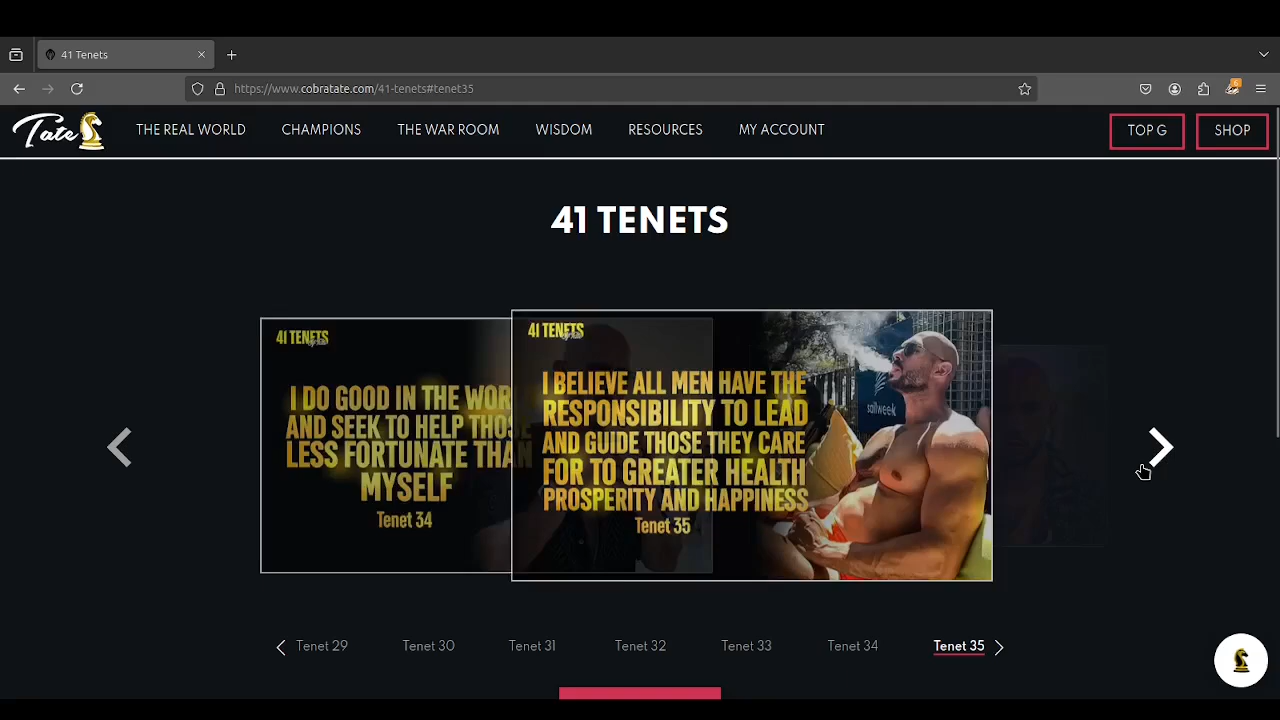 41 Tenets
https://www.cobratate.com/41-tenets#tenet35
6
Tate
THE REAL WORLD
CHAMPIONS
THE WAR ROOM
WISDOM
RESOURCES
MY ACCOUNT
TOP G
SHOP
41 TENETS
41 TENETS
I DO GOOD IN THE WOR
AND SEEK TO HELP THOSE
LESS FORTUNATE THAN
MYSELF
Tenet 34
41 TENETS
I BELIEVE ALL MEN HAVE THE
RESPONSIBILITY TO LEAD
AND GUIDE THOSE THEY CARE
FOR TO GREATER HEALTH
PROSPERITY AND HAPPINESS
Tenet 35
sailweek
Tenet 29
Tenet 30
Tenet 31
Tenet 32
Tenet 33
Tenet 34
Tenet 35